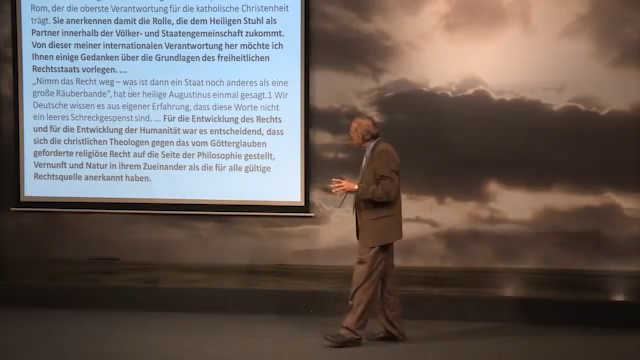 Rom, der die oberste Verantwortung für die katholische Christenheit
trägt. Sie anerkennen damit die Rolle, die dem Heiligen Stuhl als
Partner innerhalb der Völker- und Staatengemeinschaft zukommt.
Von dieser meiner internationalen Verantwortung her möchte ich
Ihnen einige Gedanken über die Grundlagen des freiheitlichen
Rechtsstaats vorlegen. ...
„Nimm das Recht weg – was ist dann ein Staat noch anderes als eine
große Räuberbande“, hat der heilige Augustinus einmal gesagt.1 Wir
Deutsche wissen es aus eigener Erfahrung, dass diese Worte nicht
ein leeres Schreckgespenst sind. ... Für die Entwicklung des Rechts
und für die Entwicklung der Humanität war es entscheidend, dass
sich die christlichen Theologen gegen das vom Götterglauben
geforderte religiöse Recht auf die Seite der Philosophie gestellt,
Vernunft und Natur in ihrem Zueinander als die für alle gültige
Rechtsquelle anerkannt haben.